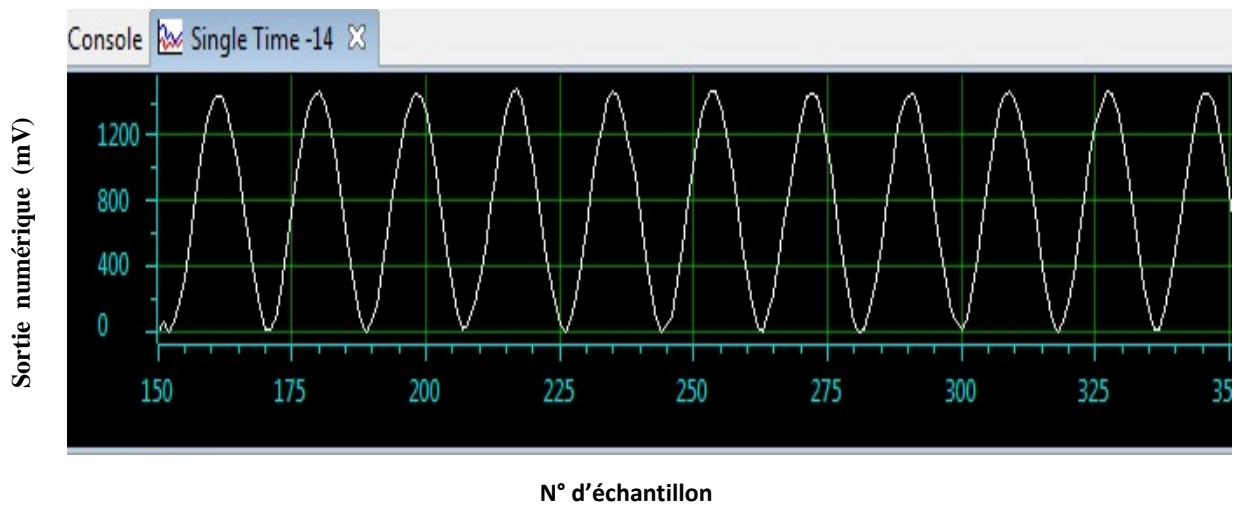 Console Single Time -14
Sortie numérique (mV)
1200
800
400
0
150 175 200 225 250 275 300 325 35
N° d'échantillon